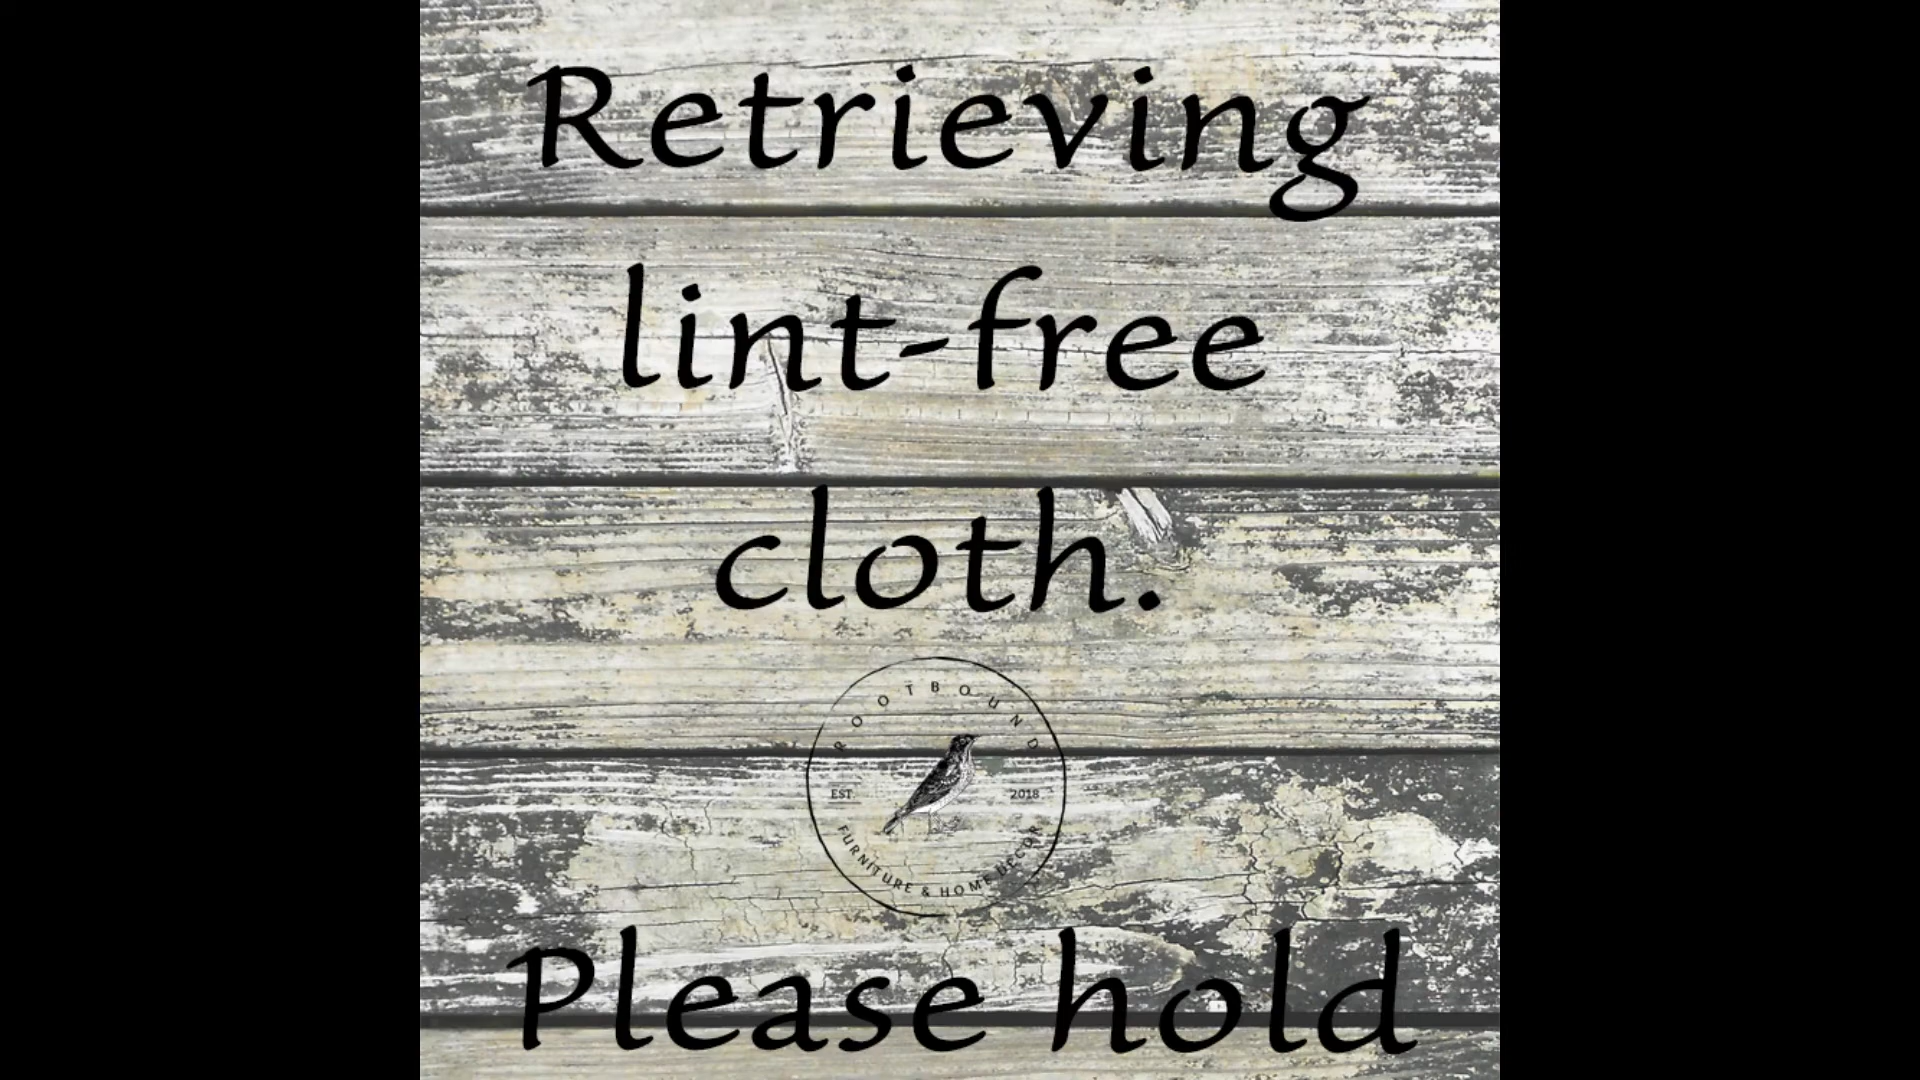 Retrieving
lint-free
cloth.
ROOTBOUND
EST. 2018
FURNITURE & HOME DECOR
Please hold